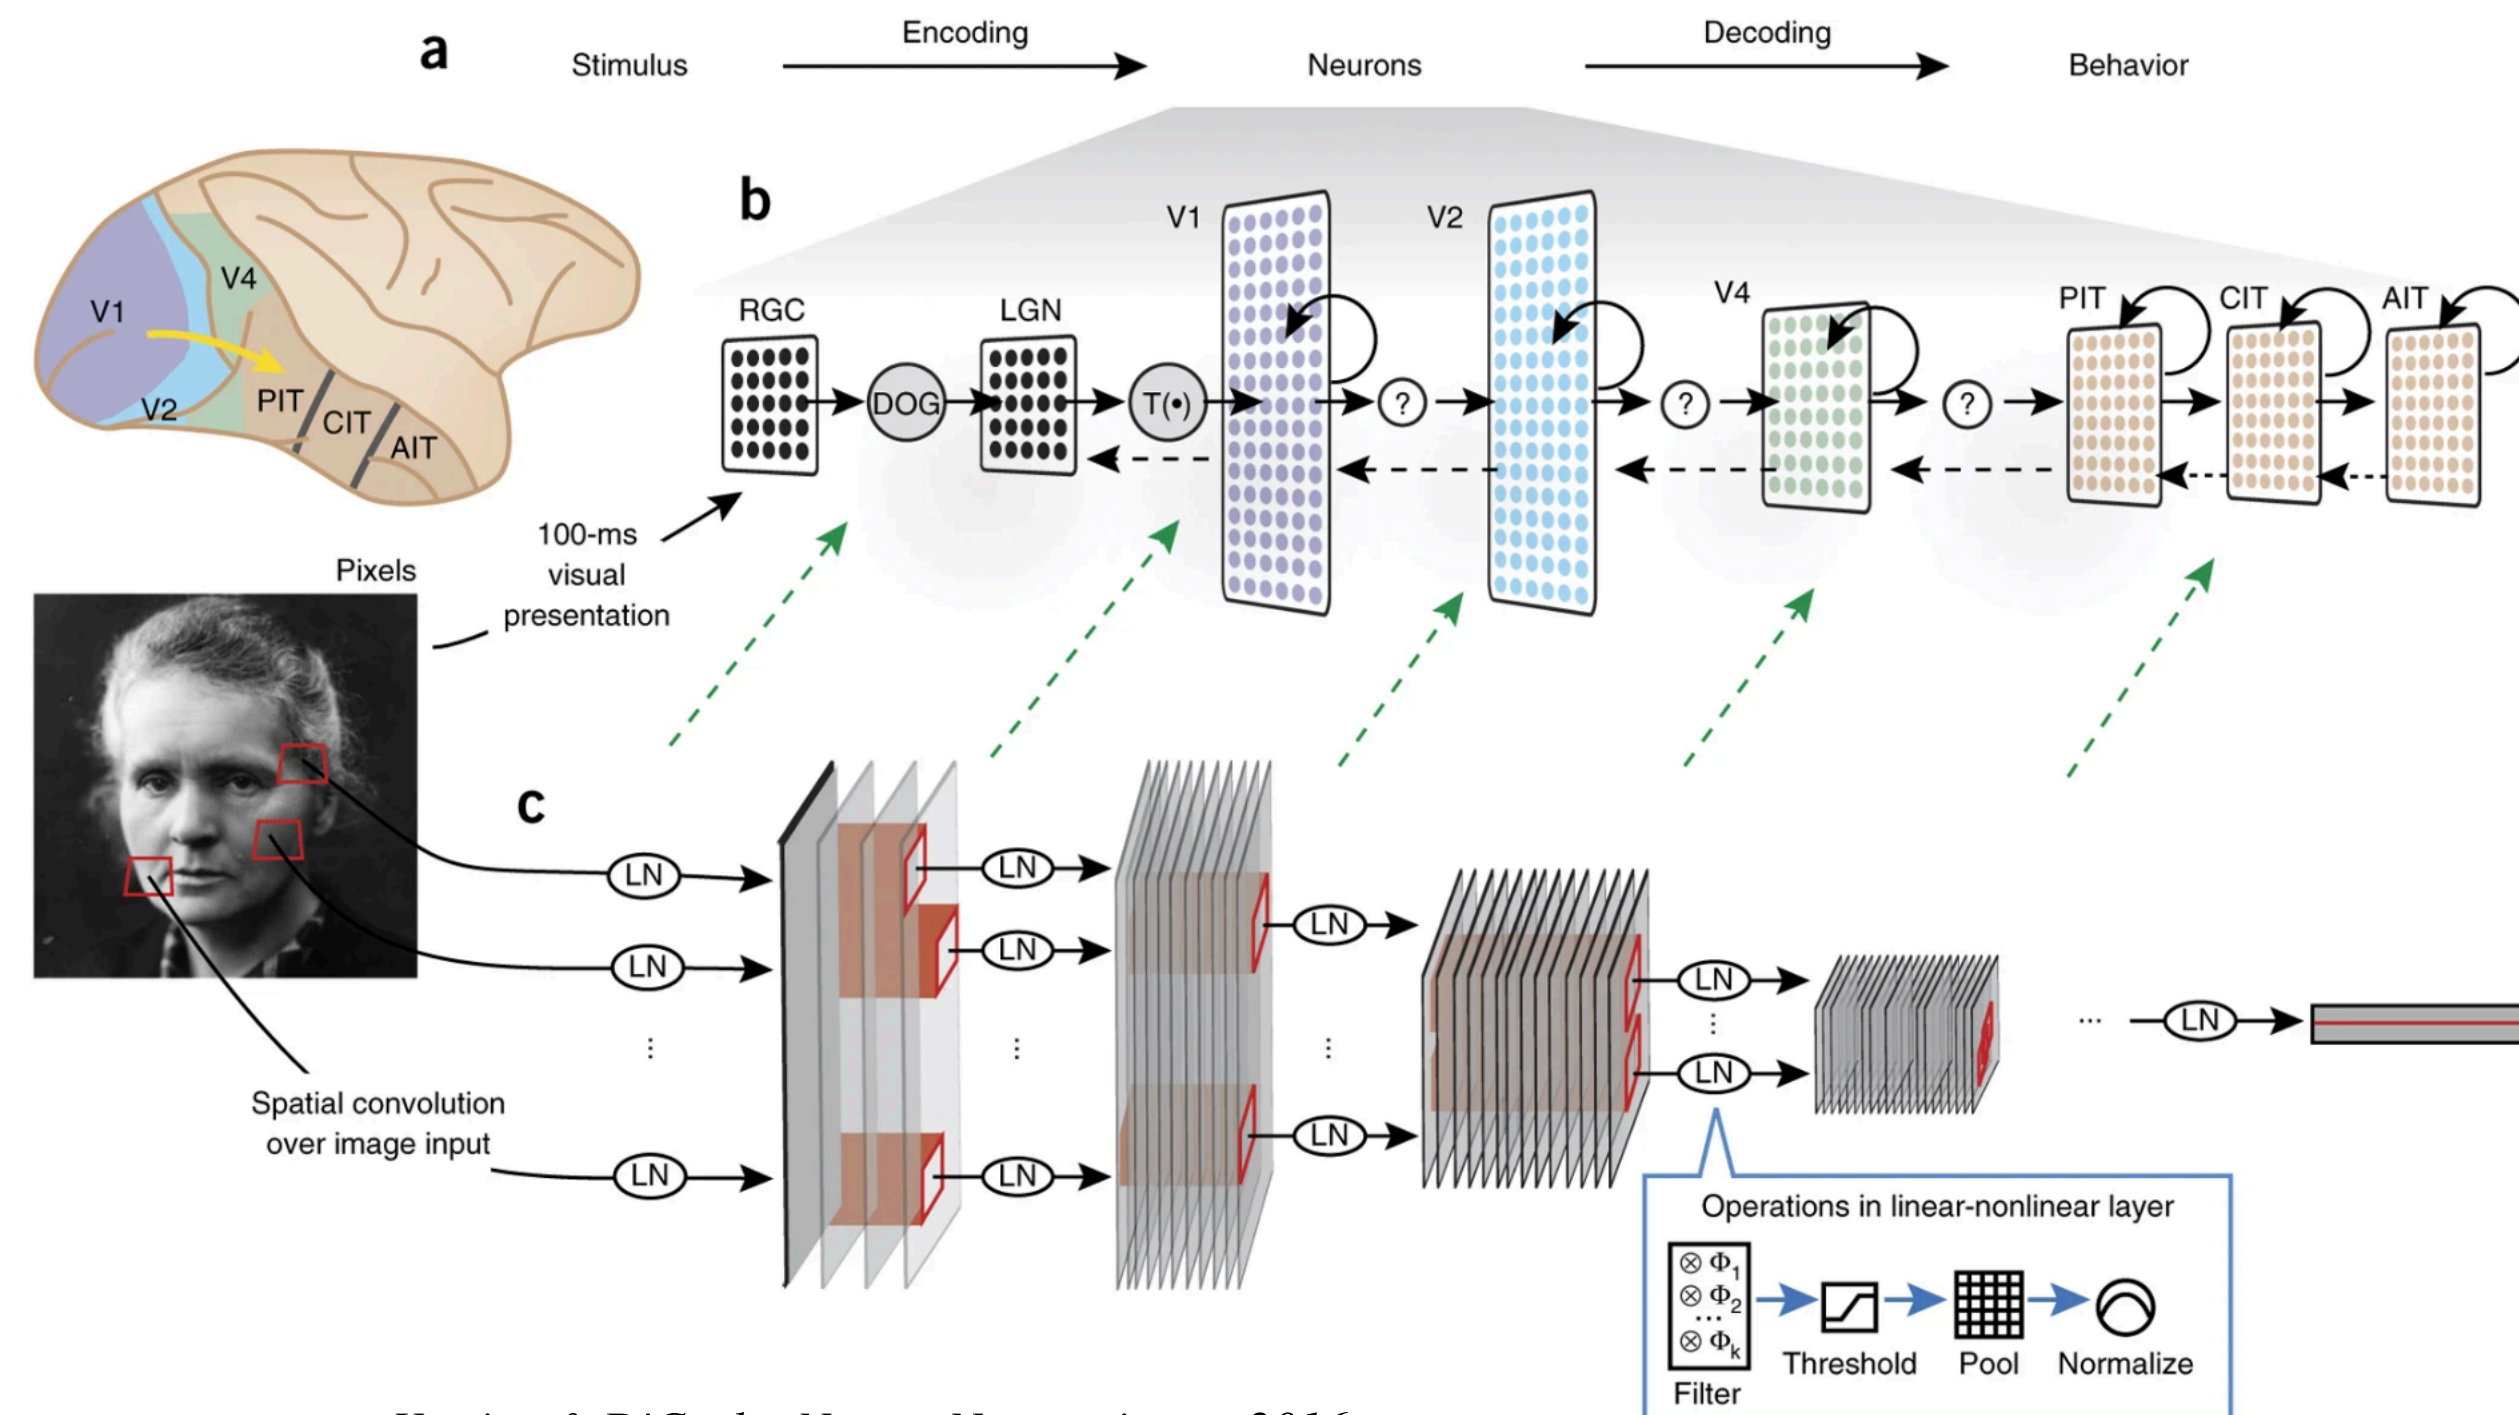 a
Stimulus
Encoding
Neurons
Decoding
Behavior
V1
V2
V4
PIT
CIT
AIT
b
RGC
DOG
LGN
T(•)
V1
?
V2
?
V4
?
PIT
CIT
AIT
100-ms
visual
presentation
Pixels
c
LN
LN
⋮
LN
Spatial convolution
over image input
LN
LN
⋮
LN
LN
⋮
LN
LN
⋮
LN
...
LN
Operations in linear-nonlinear layer
⊗ Φ1
⊗ Φ2
...
⊗ Φk
Filter
Threshold
Pool
Normalize
2016